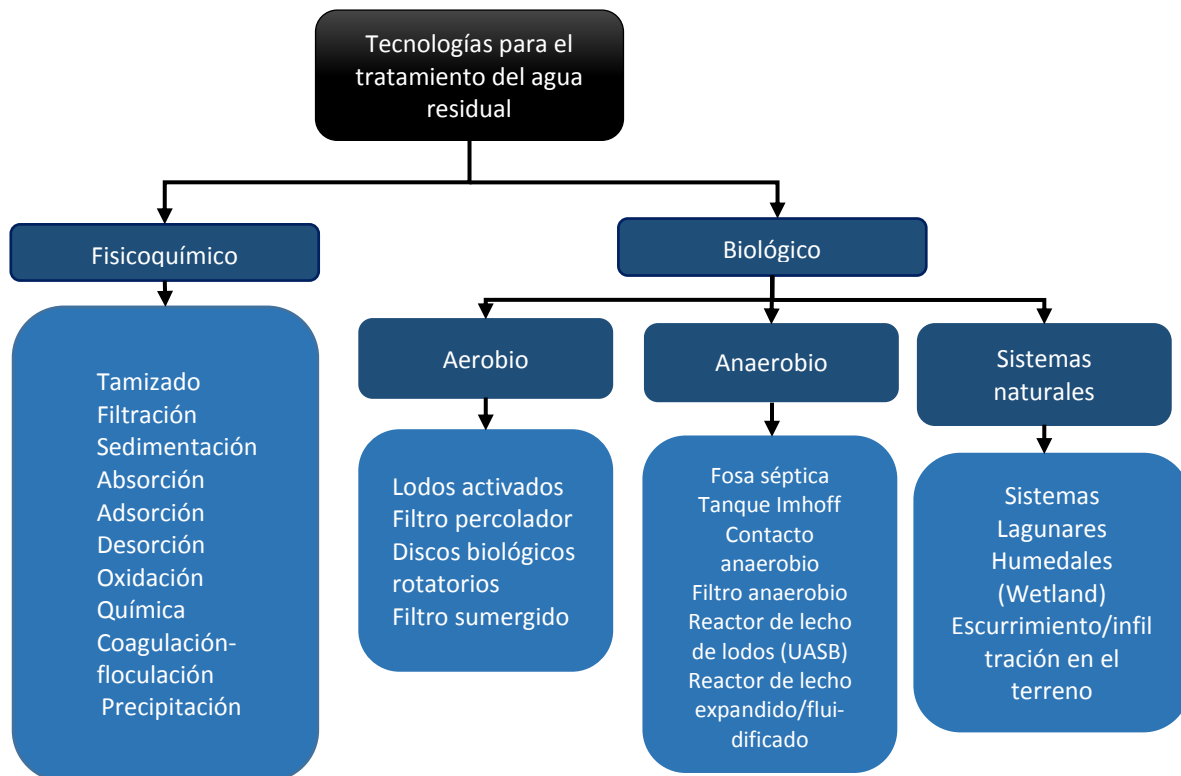 Tecnologías para el
tratamiento del agua
residual
Fisicoquímico
Biológico
Tamizado
Filtración
Sedimentación
Absorción
Adsorción
Desorción
Oxidación
Química
Coagulación-
floculación
Precipitación
Aerobio
Lodos activados
Filtro percolador
Discos biológicos
rotatorios
Filtro sumergido
Anaerobio
Fosa séptica
Tanque Imhoff
Contacto
anaerobio
Filtro anaerobio
Reactor de lecho
de lodos (UASB)
Reactor de lecho
expandido/flui-
dificado
Sistemas
naturales
Sistemas
Lagunares
Humedales
(Wetland)
Escurrimiento/infil
tración en el
terreno